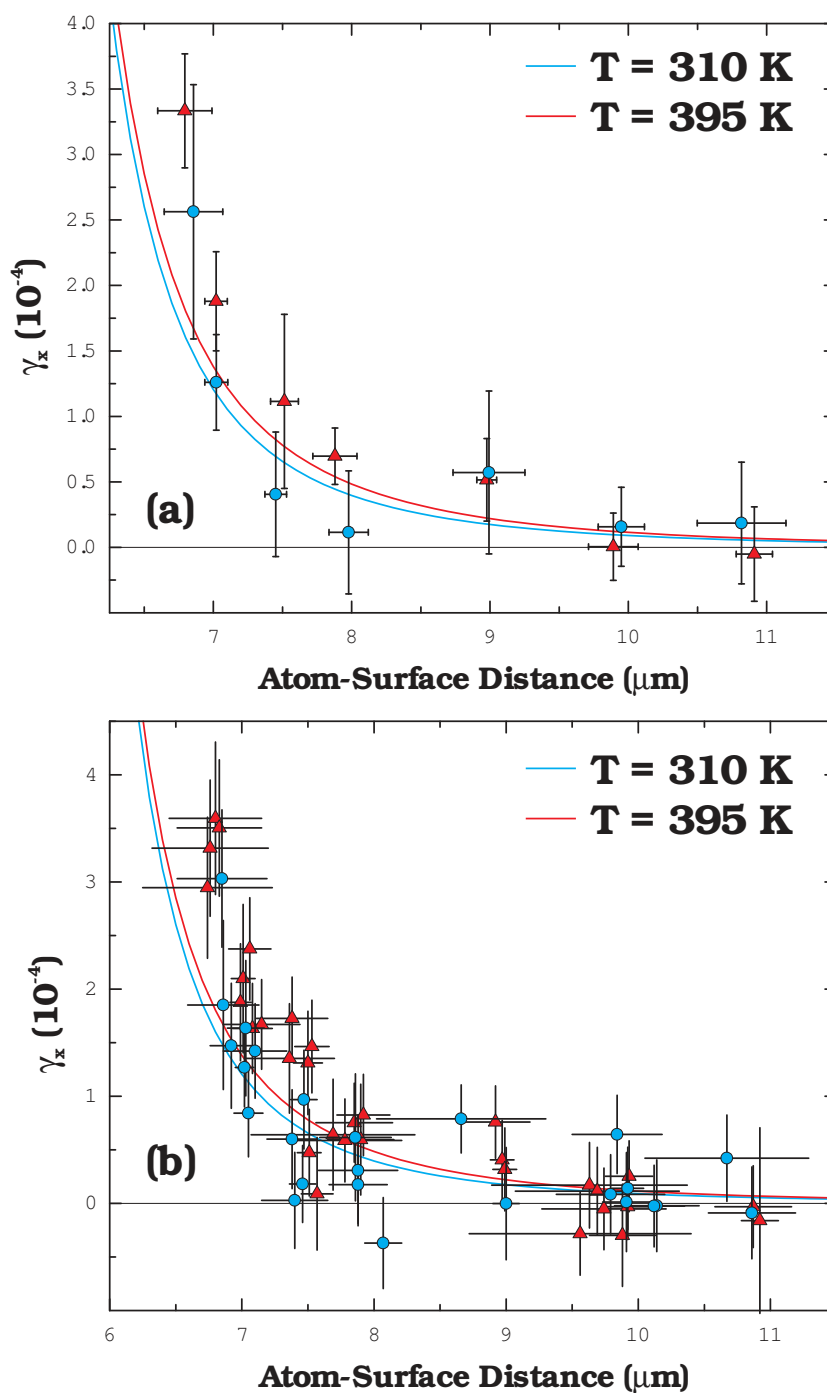 4.0
3.5
3.0
2.5
2.0
1.5
1.0
0.5
0.0
γx (10-4)
T = 310 K
T = 395 K
(a)
7 8 9 10 11
Atom-Surface Distance (μm)
4
3
2
1
0
γx (10-4)
T = 310 K
T = 395 K
(b)
6 7 8 9 10 11
Atom-Surface Distance (μm)